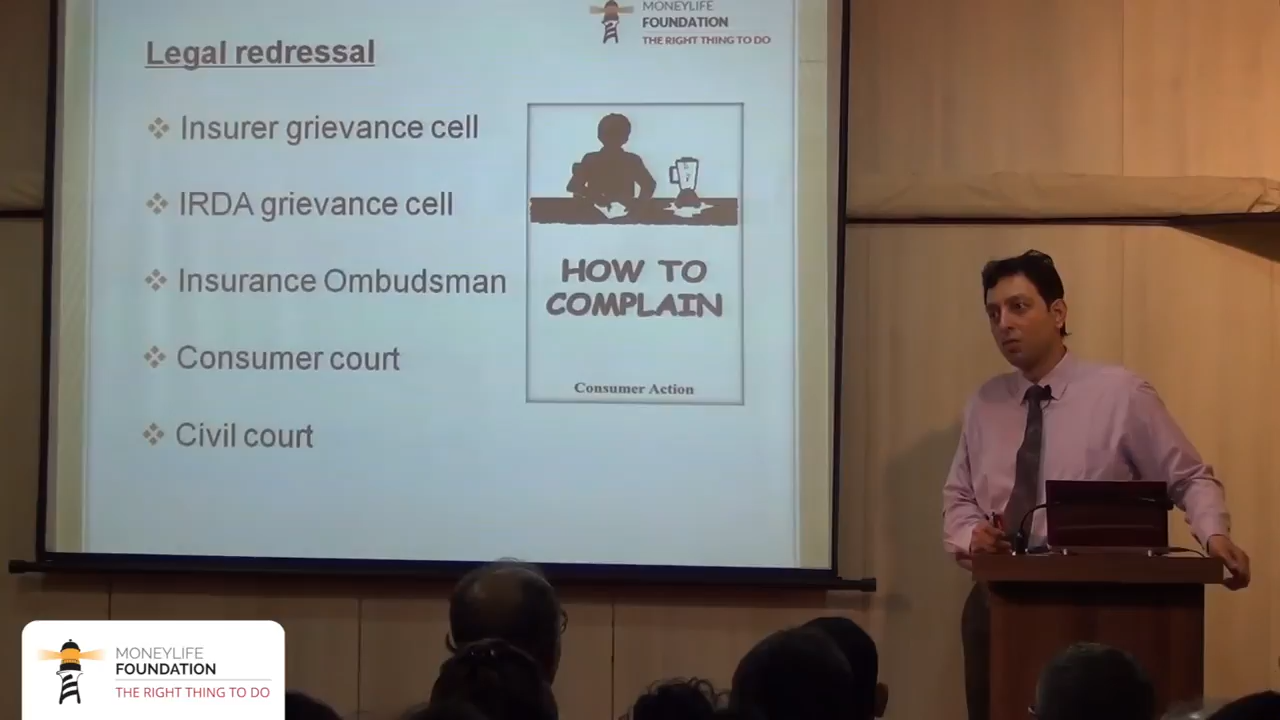 MONEYLIFE
FOUNDATION
THE RIGHT THING TO DO
Legal redressal
Insurer grievance cell
IRDA grievance cell
Insurance Ombudsman
Consumer court
Civil court
HOW TO
COMPLAIN
Consumer Action
MONEYLIFE
FOUNDATION
THE RIGHT THING TO DO